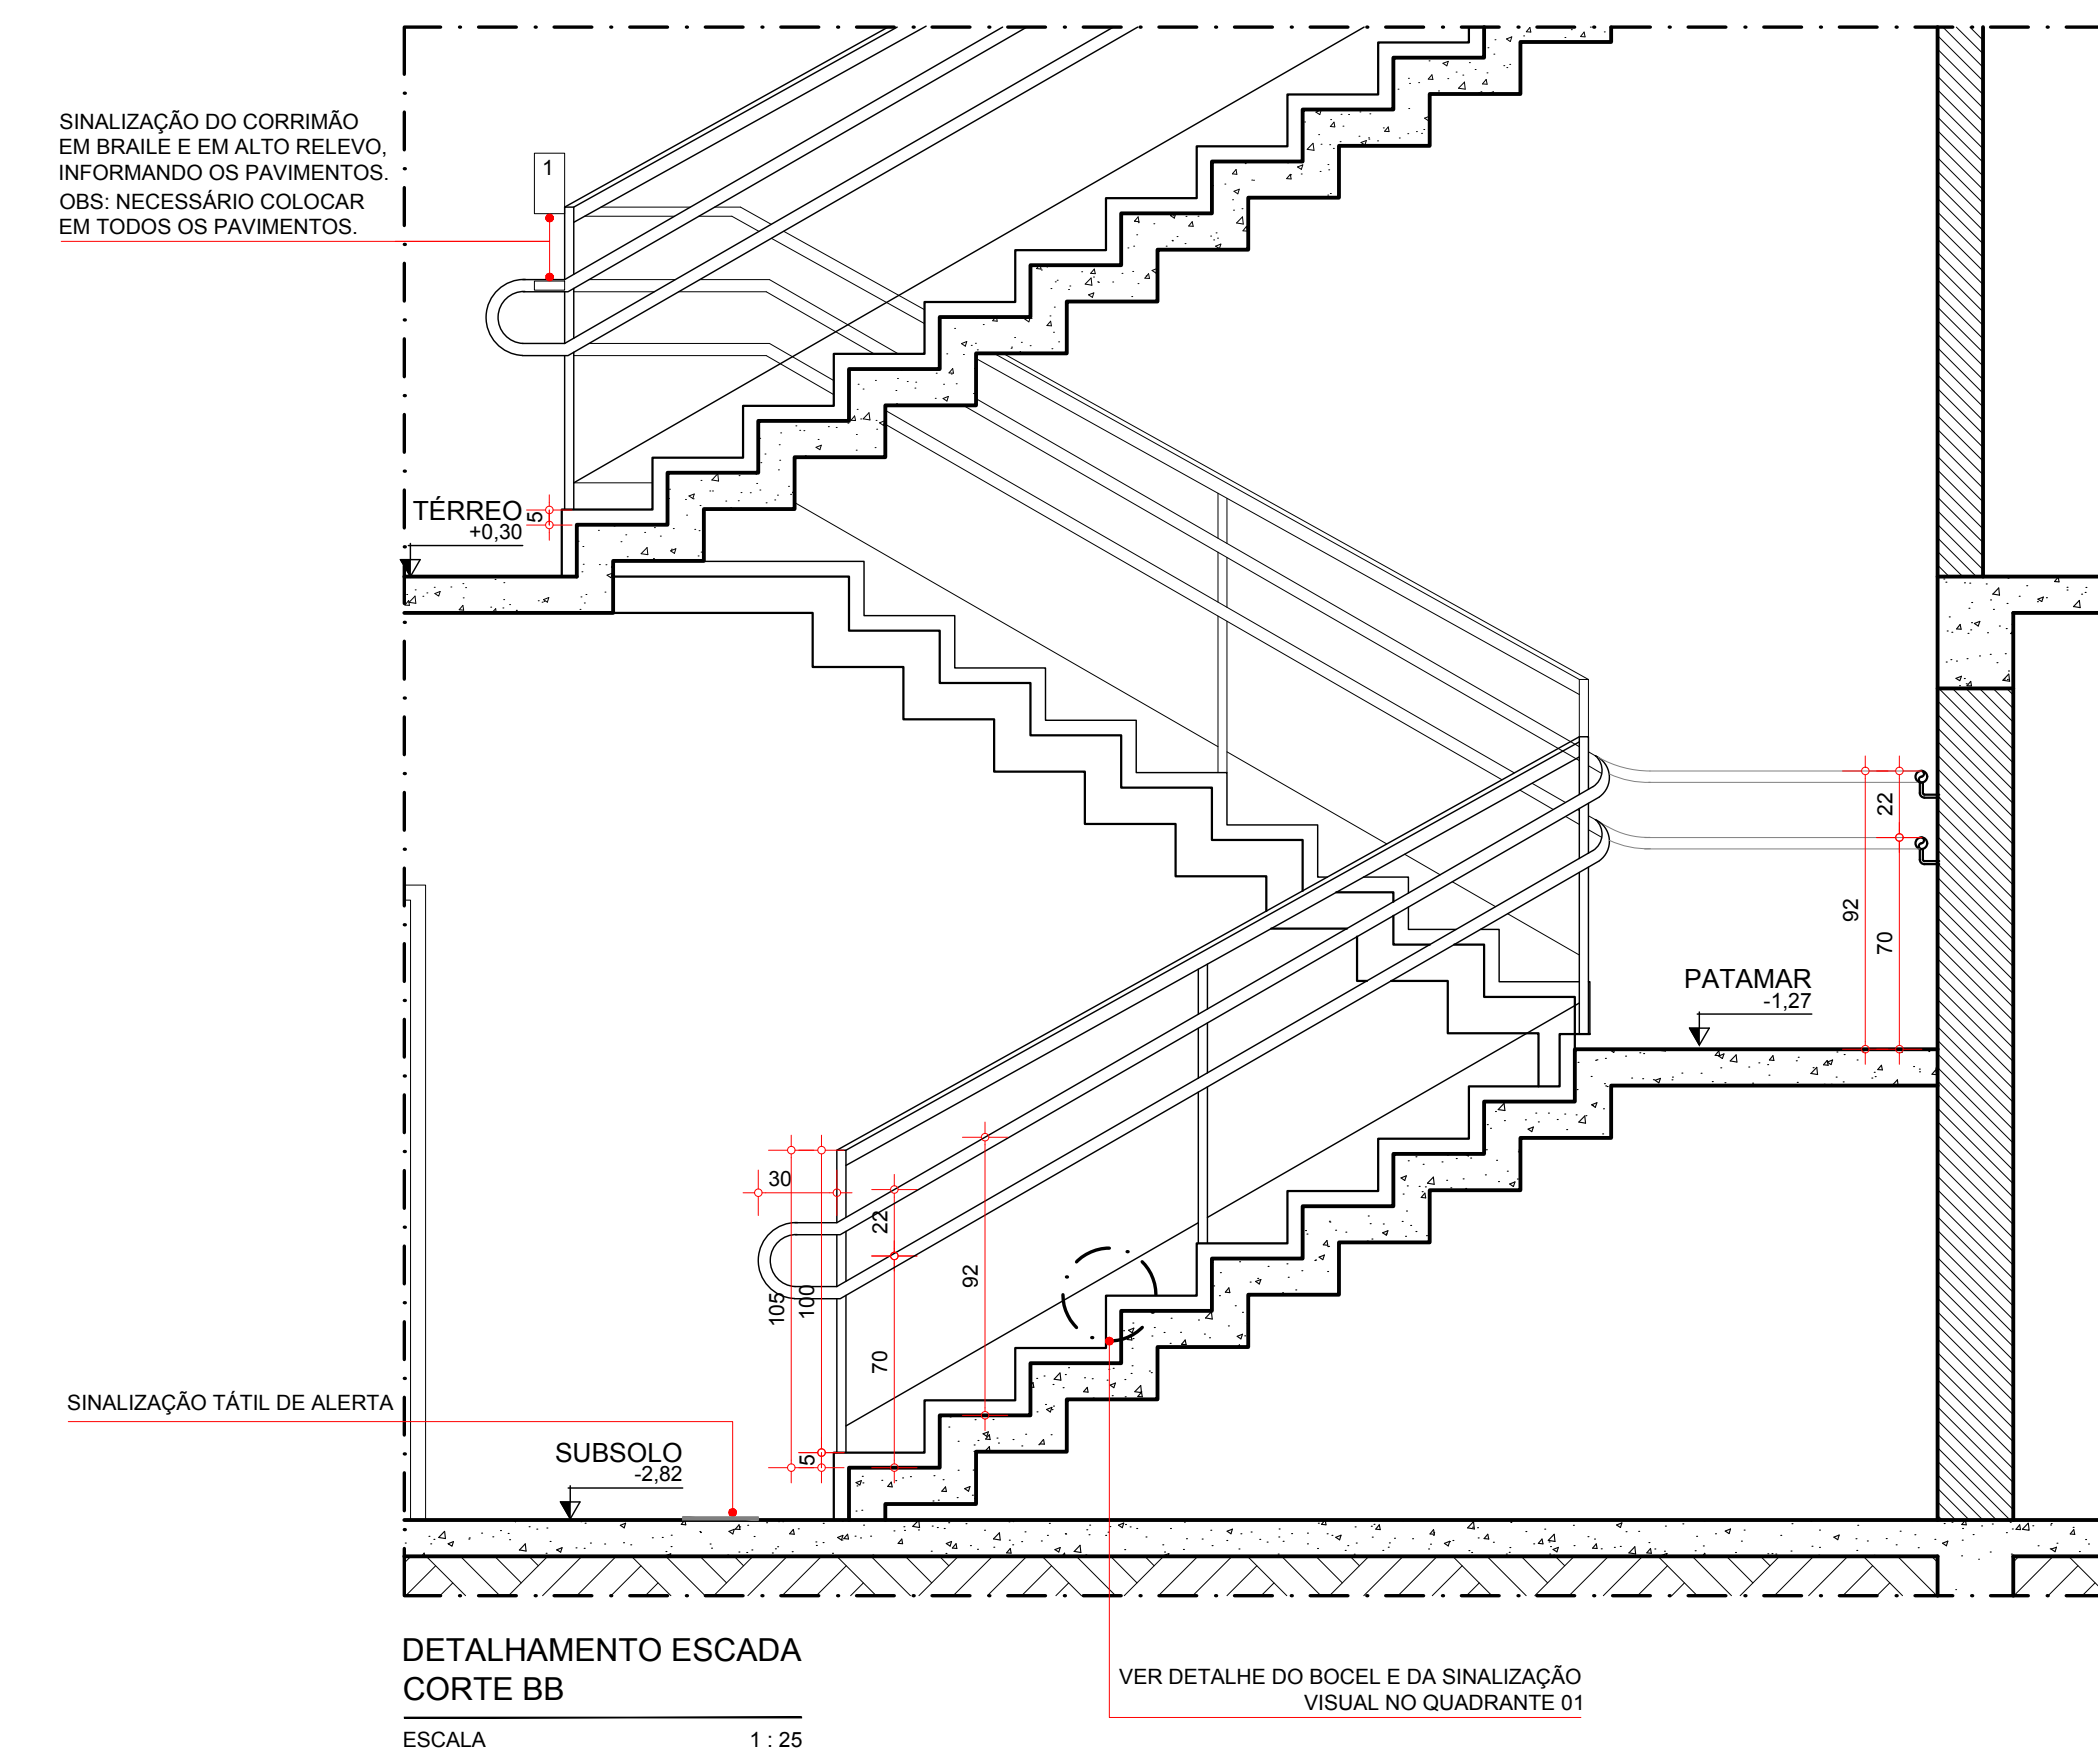 SINALIZAÇÃO DO CORRIMÃO
EM BRAILE E EM ALTO RELEVO,
INFORMANDO OS PAVIMENTOS.
OBS: NECESSÁRIO COLOCAR
EM TODOS OS PAVIMENTOS.
1
TÉRREO
+0,30
5
22
92
70
PATAMAR
-1,27
30
22
92
105
100
70
SINALIZAÇÃO TÁTIL DE ALERTA
SUBSOLO
-2,82
5
DETALHAMENTO ESCADA
CORTE BB
ESCALA 1 : 25
VER DETALHE DO BOCEL E DA SINALIZAÇÃO
VISUAL NO QUADRANTE 01